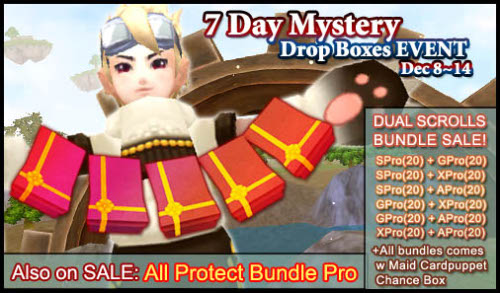 7 Day Mystery
Drop Boxes EVENT
Dec 8~14
DUAL SCROLLS
BUNDLE SALE!
SPro(20) + GPro(20)
SPro(20) + XPro(20)
SPro(20) + APro(20)
GPro(20) + XPro(20)
GPro(20) + APro(20)
XPro(20) + APro(20)
+All bundles comes
w Maid Cardpuppet
Chance Box
Also on SALE: All Protect Bundle Pro